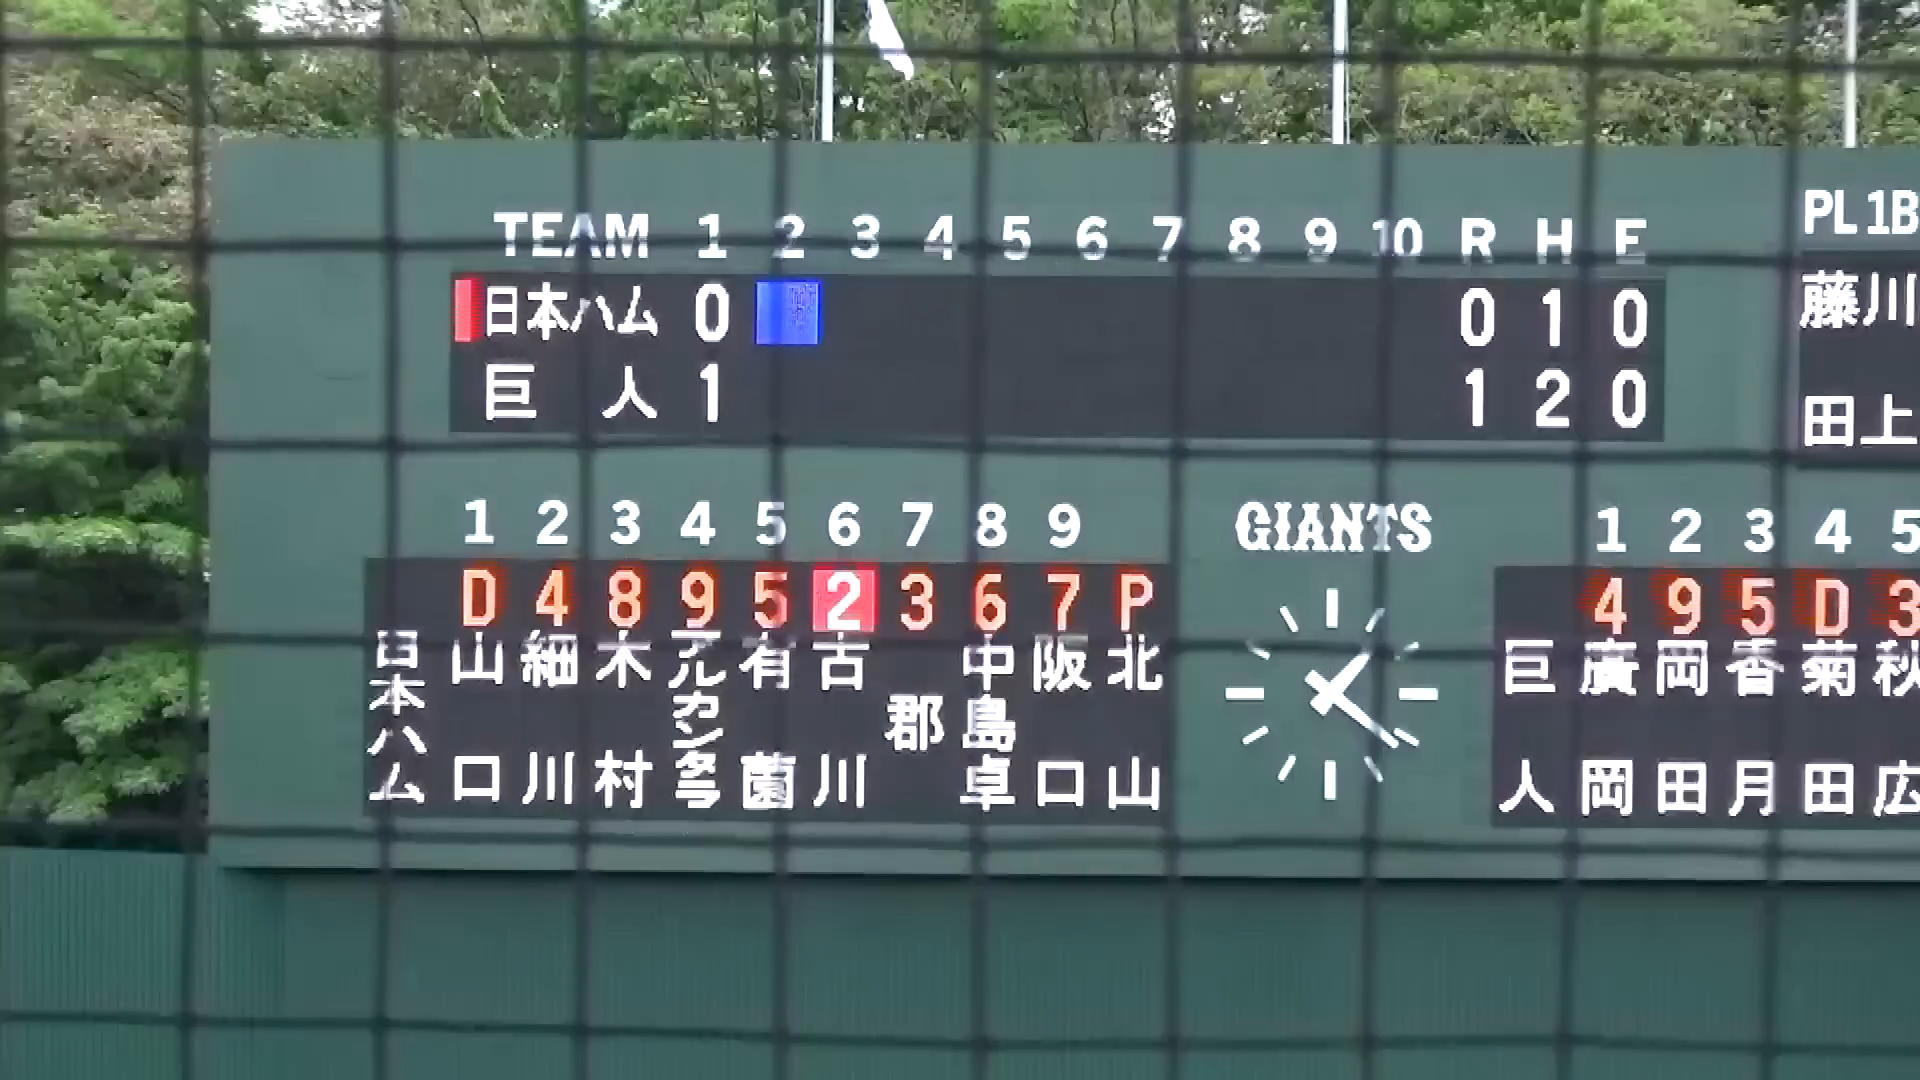 TEAM 1 2 3 4 5 6 7 8 9 10 R H E
日本ハム 0 0 1 0
巨人 1 1 2 0
PL 1B
藤川
田上
1 2 3 4 5 6 7 8 9
D 4 8 9 5 2 3 6 7 P
日本ハム
山口
細川
木村
アルカンタラ
有薗
古川
郡
中島卓
阪口
北山
GIANTS
1 2 3 4 5
4 9 5 D 3
巨人
廣岡
岡田
香月
菊田
秋広